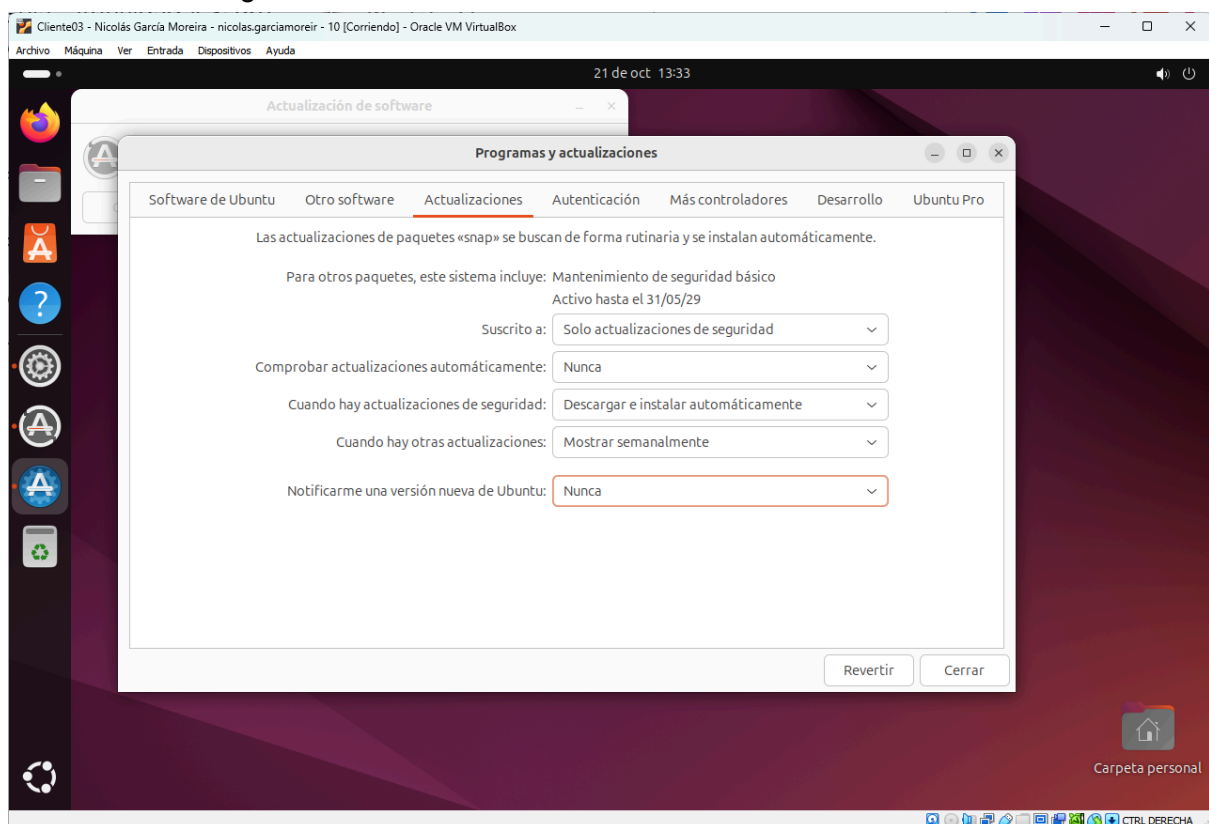 Cliente03 - Nicolás García Moreira - nicolas.garciamoreir - 10 [Corriendo] - Oracle VM VirtualBox
Archivo Máquina Ver Entrada Dispositivos Ayuda
21 de oct 13:33
Actualización de software
Programas y actualizaciones
Software de Ubuntu Otro software Actualizaciones Autenticación Más controladores Desarrollo Ubuntu Pro
Las actualizaciones de paquetes «snap» se buscan de forma rutinaria y se instalan automáticamente.
Para otros paquetes, este sistema incluye: Mantenimiento de seguridad básico
Activo hasta el 31/05/29
Suscrito a: Solo actualizaciones de seguridad
Comprobar actualizaciones automáticamente: Nunca
Cuando hay actualizaciones de seguridad: Descargar e instalar automáticamente
Cuando hay otras actualizaciones: Mostrar semanalmente
Notificarme una versión nueva de Ubuntu: Nunca
Revertir Cerrar
Carpeta personal
CTRL DERECHA